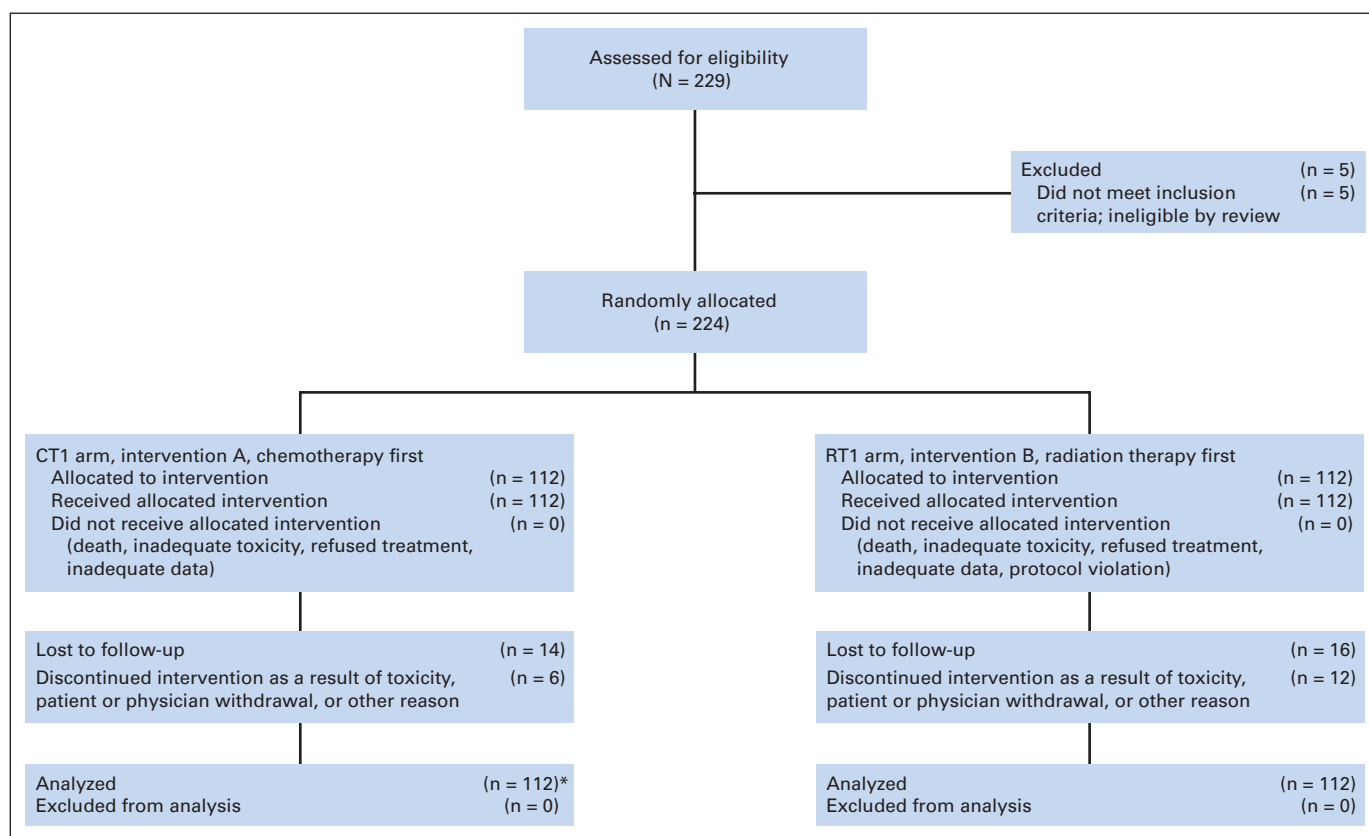 Assessed for eligibility
(N = 229)
Excluded (n = 5)
Did not meet inclusion (n = 5)
criteria; ineligible by review
Randomly allocated
(n = 224)
CT1 arm, intervention A, chemotherapy first
Allocated to intervention (n = 112)
Received allocated intervention (n = 112)
Did not receive allocated intervention (n = 0)
(death, inadequate toxicity, refused treatment,
inadequate data)
RT1 arm, intervention B, radiation therapy first
Allocated to intervention (n = 112)
Received allocated intervention (n = 112)
Did not receive allocated intervention (n = 0)
(death, inadequate toxicity, refused treatment,
inadequate data, protocol violation)
Lost to follow-up (n = 14)
Discontinued intervention as a result of toxicity, (n = 6)
patient or physician withdrawal, or other reason
Lost to follow-up (n = 16)
Discontinued intervention as a result of toxicity, (n = 12)
patient or physician withdrawal, or other reason
Analyzed (n = 112)*
Excluded from analysis (n = 0)
Analyzed (n = 112)
Excluded from analysis (n = 0)